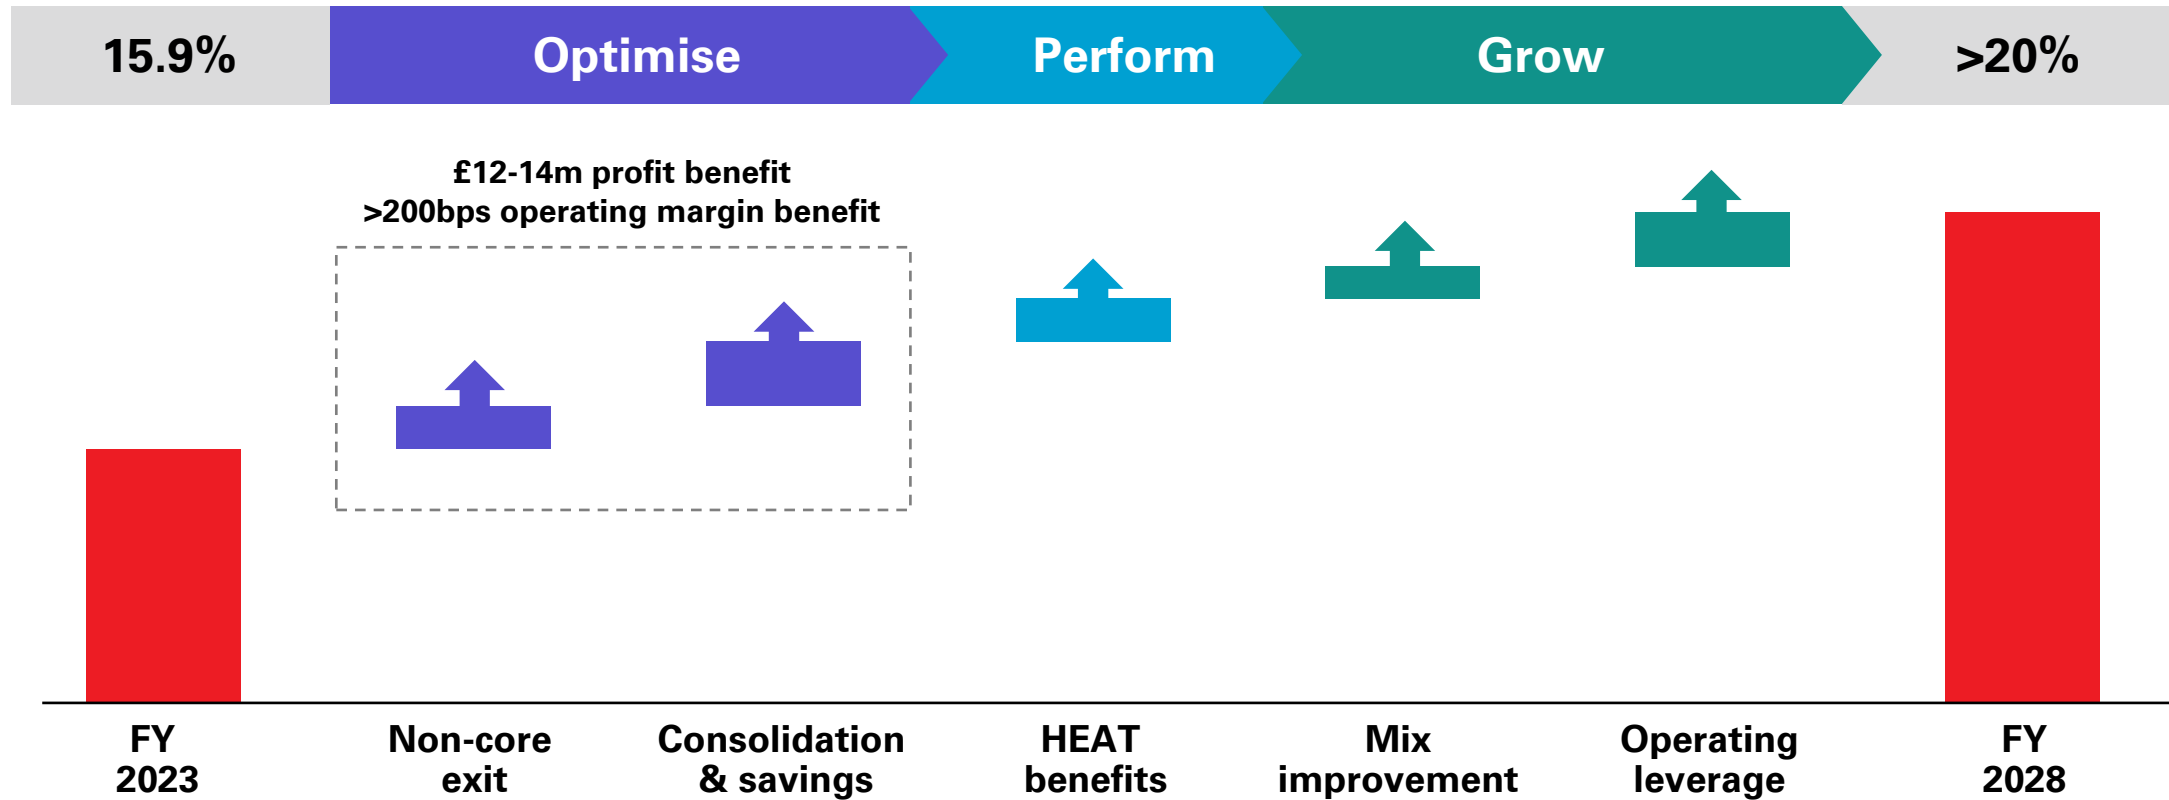 15.9%
Optimise
Perform
Grow
>20%
£12-14m profit benefit
>200bps operating margin benefit
FY
2023
Non-core
exit
Consolidation
& savings
HEAT
benefits
Mix
improvement
Operating
leverage
FY
2028